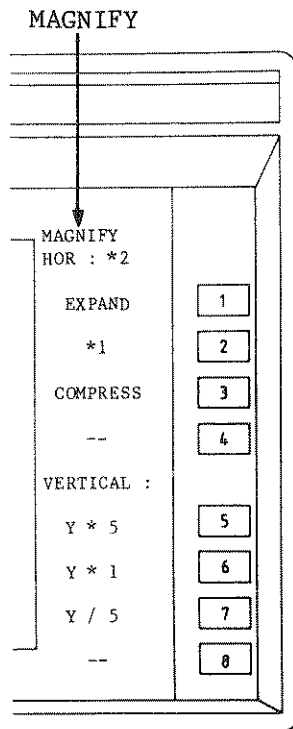 MAGNIFY
MAGNIFY
HOR : *2
EXPAND 1
*1 2
COMPRESS 3
-- 4
VERTICAL :
Y * 5 5
Y * 1 6
Y / 5 7
-- 8